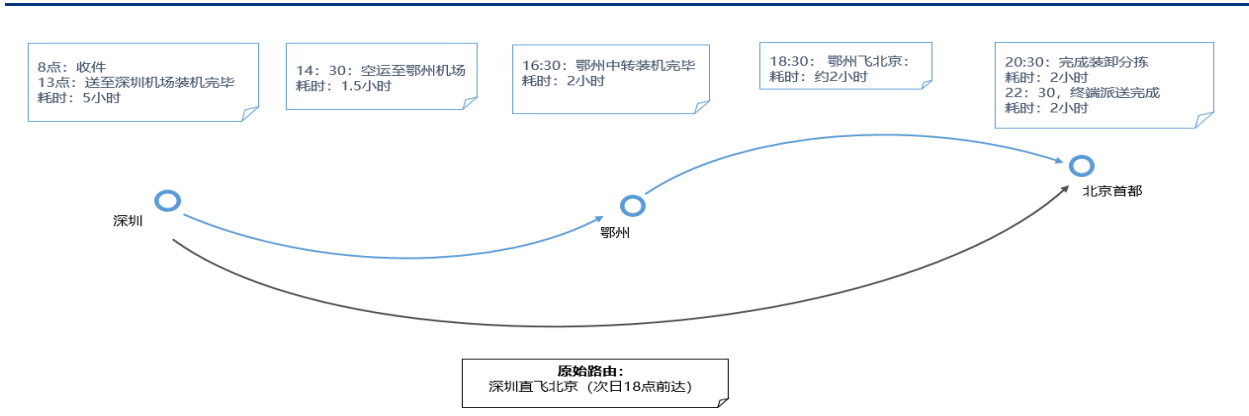 8点：收件
13点：送至深圳机场装机完毕
耗时：5小时
14：30：空运至鄂州机场
耗时：1.5小时
16:30：鄂州中转装机完毕
耗时：2小时
18:30： 鄂州飞北京：
耗时：约2小时
20:30：完成装卸分拣
耗时：2小时
22：30，终端派送完成
耗时：2小时
深圳
鄂州
北京首都
原始路由：
深圳直飞北京（次日18点前达）